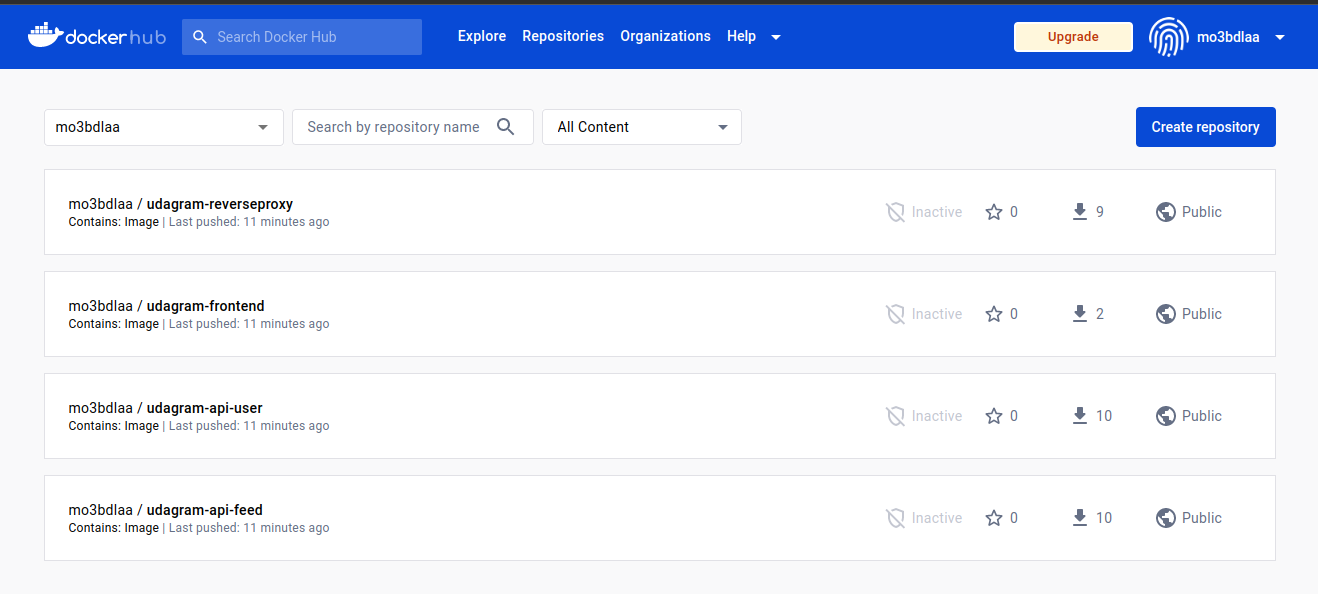 dockerhub Search Docker Hub Explore Repositories Organizations Help Upgrade mo3bdlaa
mo3bdlaa Search by repository name All Content Create repository
mo3bdlaa / udagram-reverseproxy
Contains: Image | Last pushed: 11 minutes ago
Inactive 0 9 Public
mo3bdlaa / udagram-frontend
Contains: Image | Last pushed: 11 minutes ago
Inactive 0 2 Public
mo3bdlaa / udagram-api-user
Contains: Image | Last pushed: 11 minutes ago
Inactive 0 10 Public
mo3bdlaa / udagram-api-feed
Contains: Image | Last pushed: 11 minutes ago
Inactive 0 10 Public